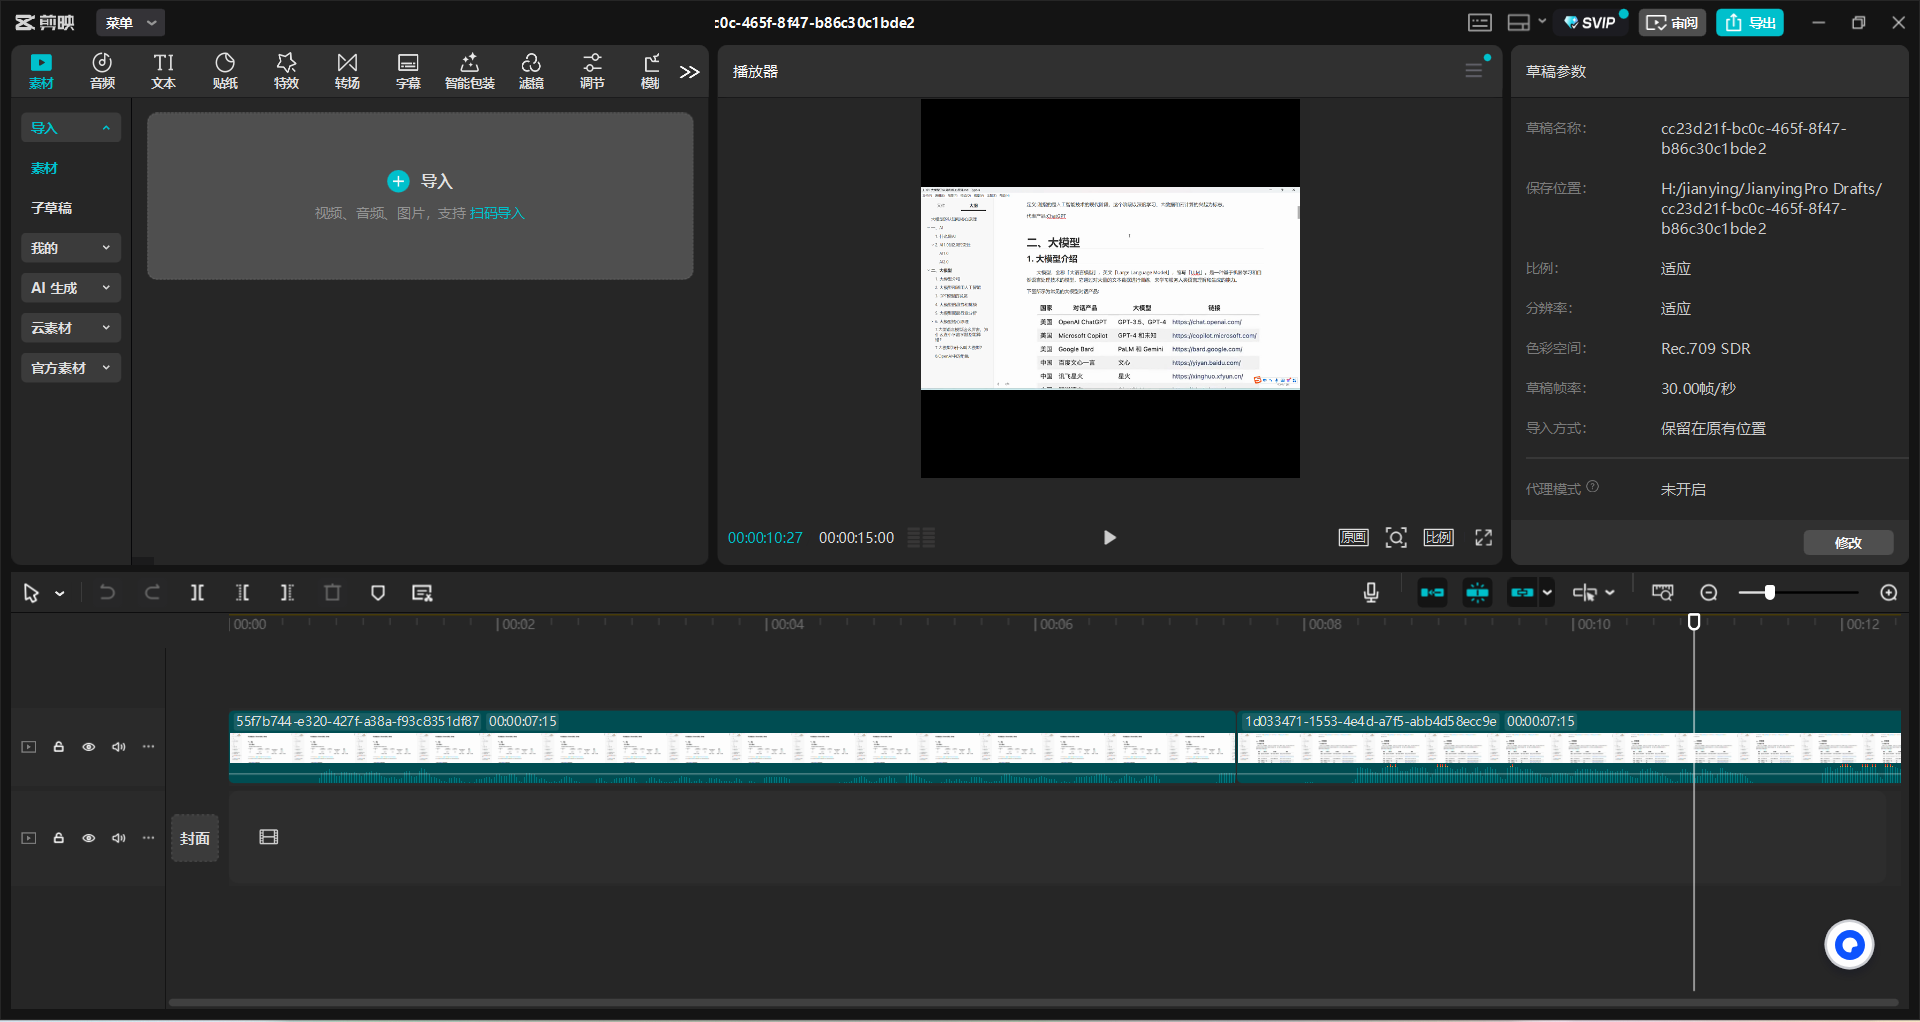 剪映
菜单
c0c-465f-8f47-b86c30c1bde2
SVIP
审阅
导出
素材
音频
文本
贴纸
特效
转场
字幕
智能包装
滤镜
调节
导入
素材
子草稿
我的
AI 生成
云素材
官方素材
导入
视频、音频、图片，支持 扫码导入
播放器
二、大模型
1. 大模型介绍
国家 对话产品 大模型 链接
美国 OpenAI ChatGPT GPT-3.5、GPT-4 https://chat.openai.com/
美国 Microsoft Copilot GPT-4 和未知 https://copilot.microsoft.com/
美国 Google Bard PaLM 和 Gemini https://bard.google.com/
中国 百度文心一言 文心 https://yiyan.baidu.com/
中国 讯飞星火 星火 https://xinghuo.xfyun.cn/
00:00:10:27
00:00:15:00
原画
比例
草稿参数
草稿名称：
cc23d21f-bc0c-465f-8f47-
b86c30c1bde2
保存位置：
H:/jianying/JianyingPro Drafts/
cc23d21f-bc0c-465f-8f47-
b86c30c1bde2
比例：
适应
分辨率：
适应
色彩空间：
Rec.709 SDR
草稿帧率：
30.00帧/秒
导入方式：
保留在原有位置
代理模式
未开启
修改
00:00
00:02
00:04
00:06
00:08
00:10
00:12
55f7b744-e320-427f-a38a-f93c8351df87 00:00:07:15
1d033471-1553-4e4d-a7f5-abb4d58ecc9e 00:00:07:15
封面